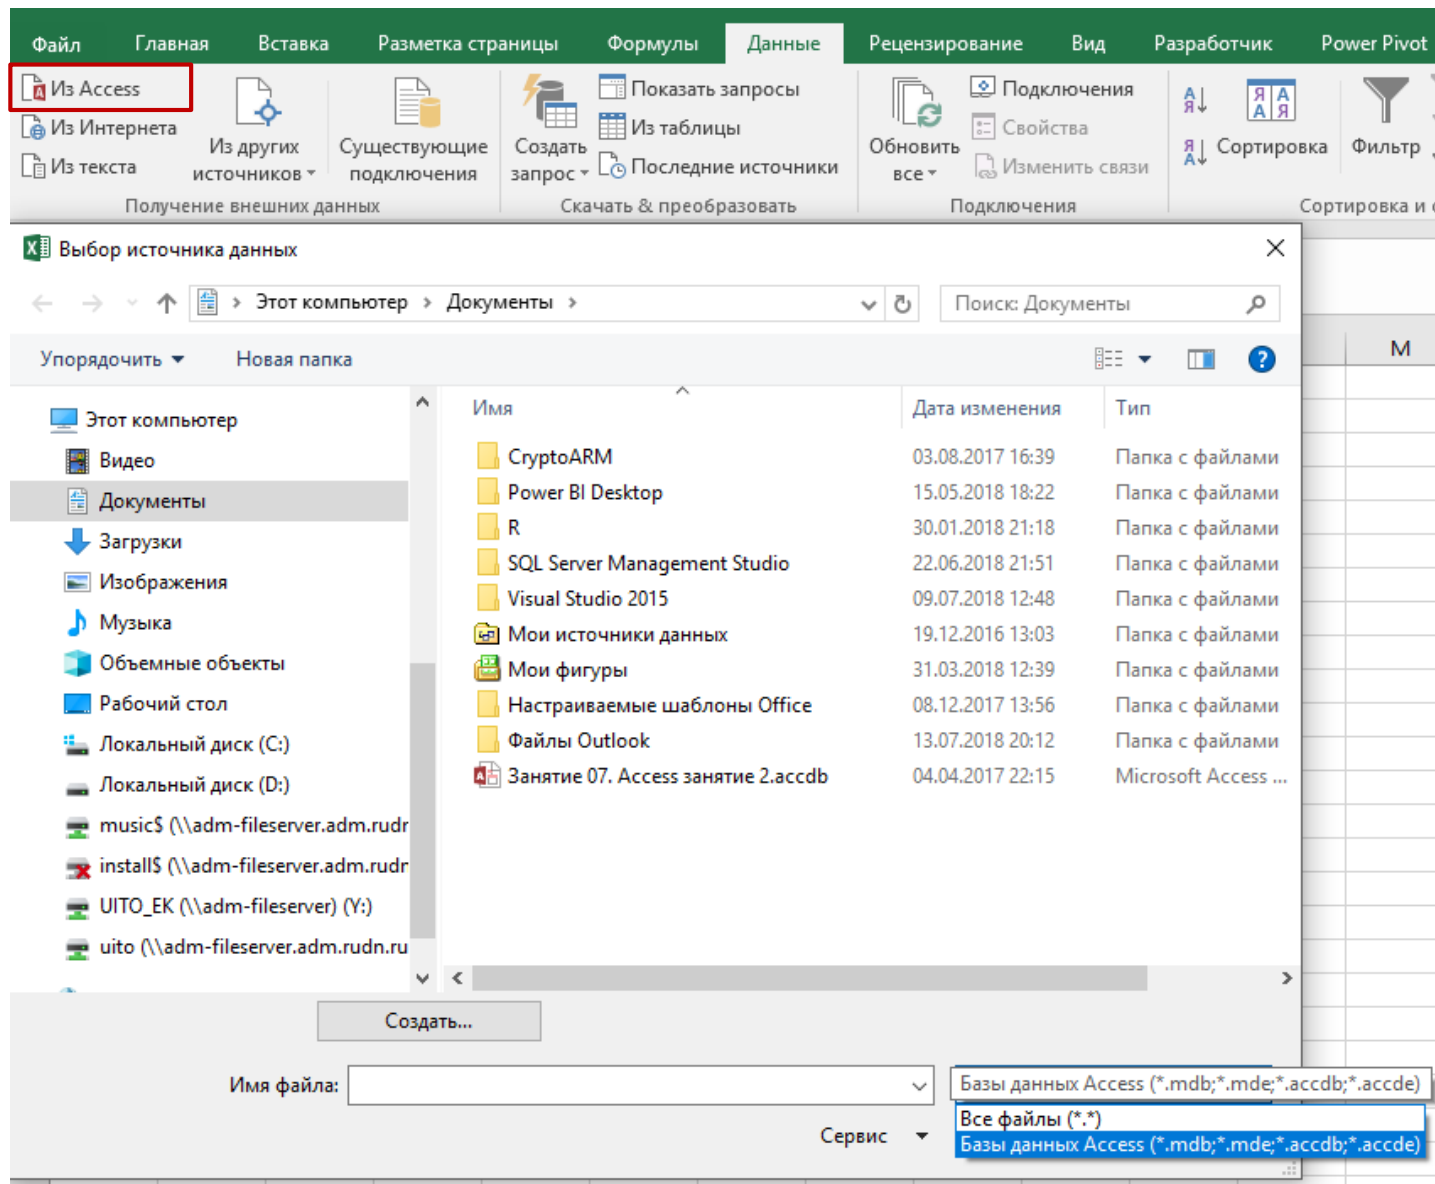 Файл Главная Вставка Разметка страницы Формулы Данные Рецензирование Вид Разработчик Power Pivot
Из Access
Из Интернета
Из текста
Из других
источников
Существующие
подключения
Получение внешних данных
Создать
запрос
Показать запросы
Из таблицы
Последние источники
Скачать & преобразовать
Обновить
все
Подключения
Свойства
Изменить связи
Подключения
А
Я
Я
А
Я А
А Я
Сортировка
Фильтр
Сортировка и
Выбор источника данных
Этот компьютер > Документы >
Поиск: Документы
Упорядочить
Новая папка
M
Этот компьютер
Видео
Документы
Загрузки
Изображения
Музыка
Объемные объекты
Рабочий стол
Локальный диск (C:)
Локальный диск (D:)
music$ (\\adm-fileserver.adm.rudr
install$ (\\adm-fileserver.adm.rudr
UITO_EK (\\adm-fileserver) (Y:)
uito (\\adm-fileserver.adm.rudn.ru
Имя Дата изменения Тип
CryptoARM 03.08.2017 16:39 Папка с файлами
Power BI Desktop 15.05.2018 18:22 Папка с файлами
R 30.01.2018 21:18 Папка с файлами
SQL Server Management Studio 22.06.2018 21:51 Папка с файлами
Visual Studio 2015 09.07.2018 12:48 Папка с файлами
Мои источники данных 19.12.2016 13:03 Папка с файлами
Мои фигуры 31.03.2018 12:39 Папка с файлами
Настраиваемые шаблоны Office 08.12.2017 13:56 Папка с файлами
Файлы Outlook 13.07.2018 20:12 Папка с файлами
Занятие 07. Access занятие 2.accdb 04.04.2017 22:15 Microsoft Access ...
Создать...
Имя файла:
Базы данных Access (*.mdb;*.mde;*.accdb;*.accde)
Все файлы (*.*)
Базы данных Access (*.mdb;*.mde;*.accdb;*.accde)
Сервис